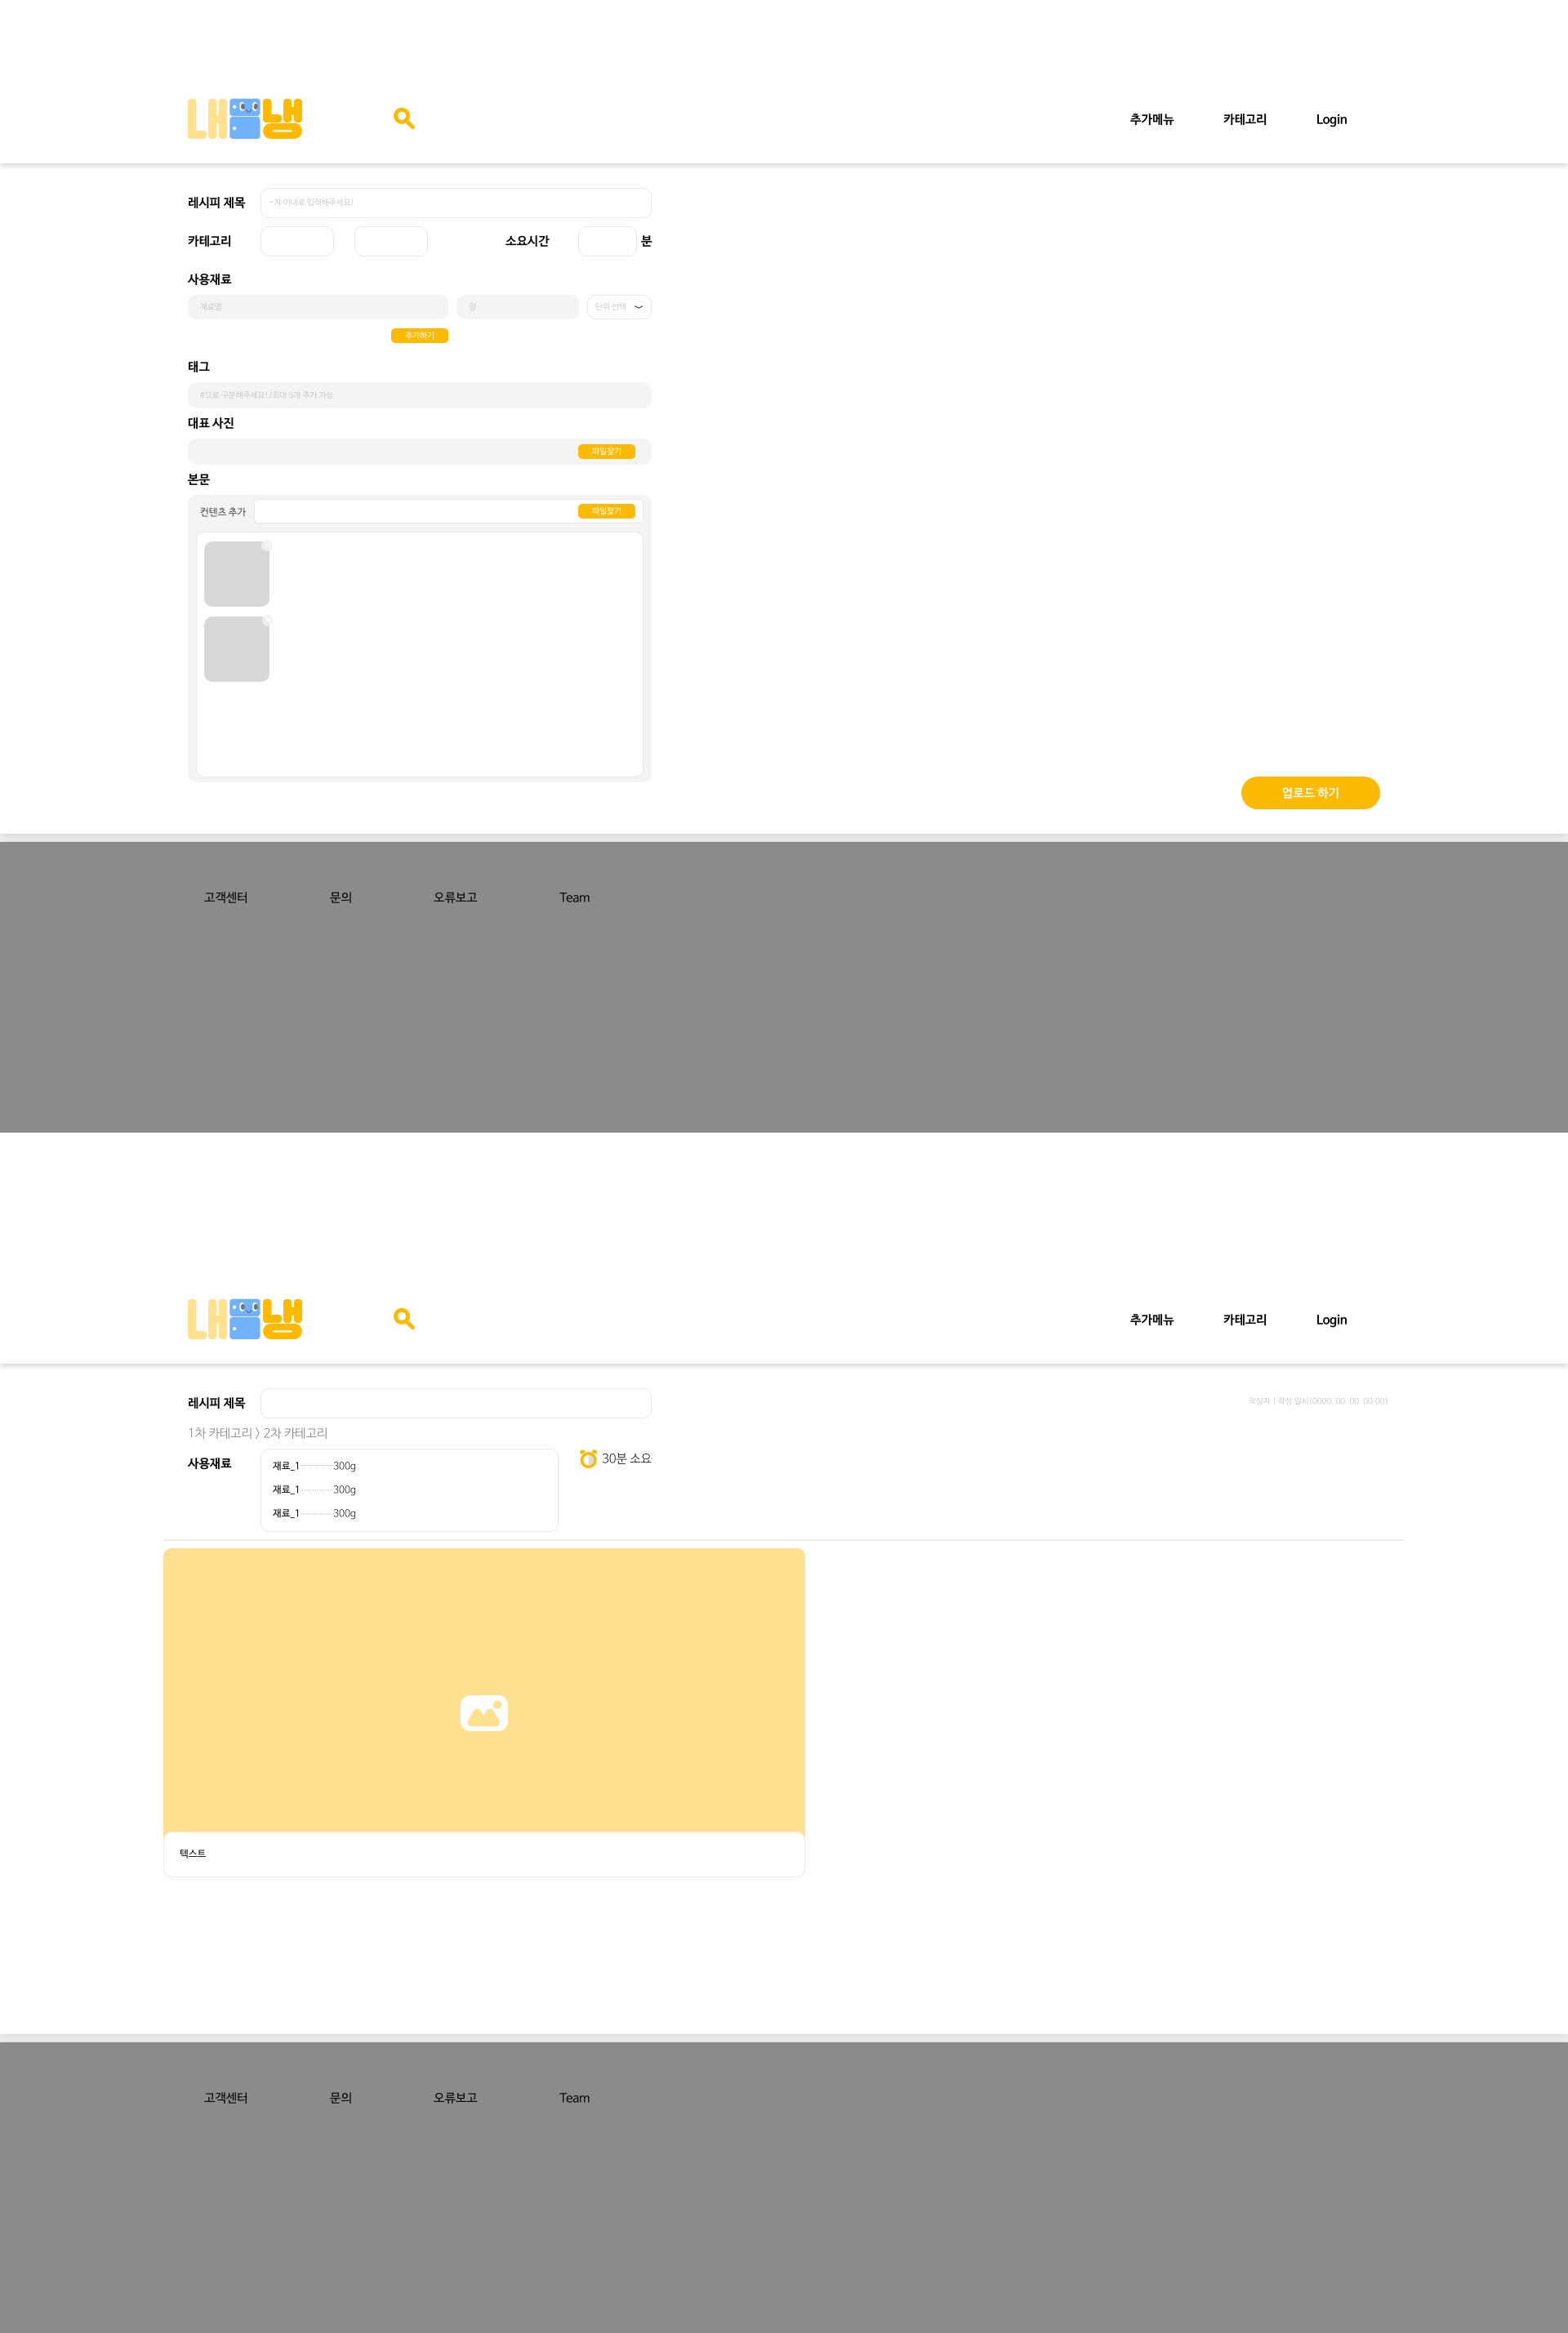 내 냉
추가메뉴 카테고리 Login
레시피 제목 ~자 이내로 입력해주세요!
카테고리 소요시간 분
사용재료
재료명 양 단위 선택
추가하기
태그
#으로 구분해주세요! /최대 5개 추가 가능
대표 사진
파일찾기
본문
컨텐츠 추가 파일찾기
업로드 하기
고객센터 문의 오류보고 Team
내 냉
추가메뉴 카테고리 Login
레시피 제목 작성자 | 작성 일시(0000. 00. 00. 00:00)
1차 카테고리 > 2차 카테고리
사용재료 재료_1 300g 30분 소요
재료_1 300g
재료_1 300g
텍스트
고객센터 문의 오류보고 Team